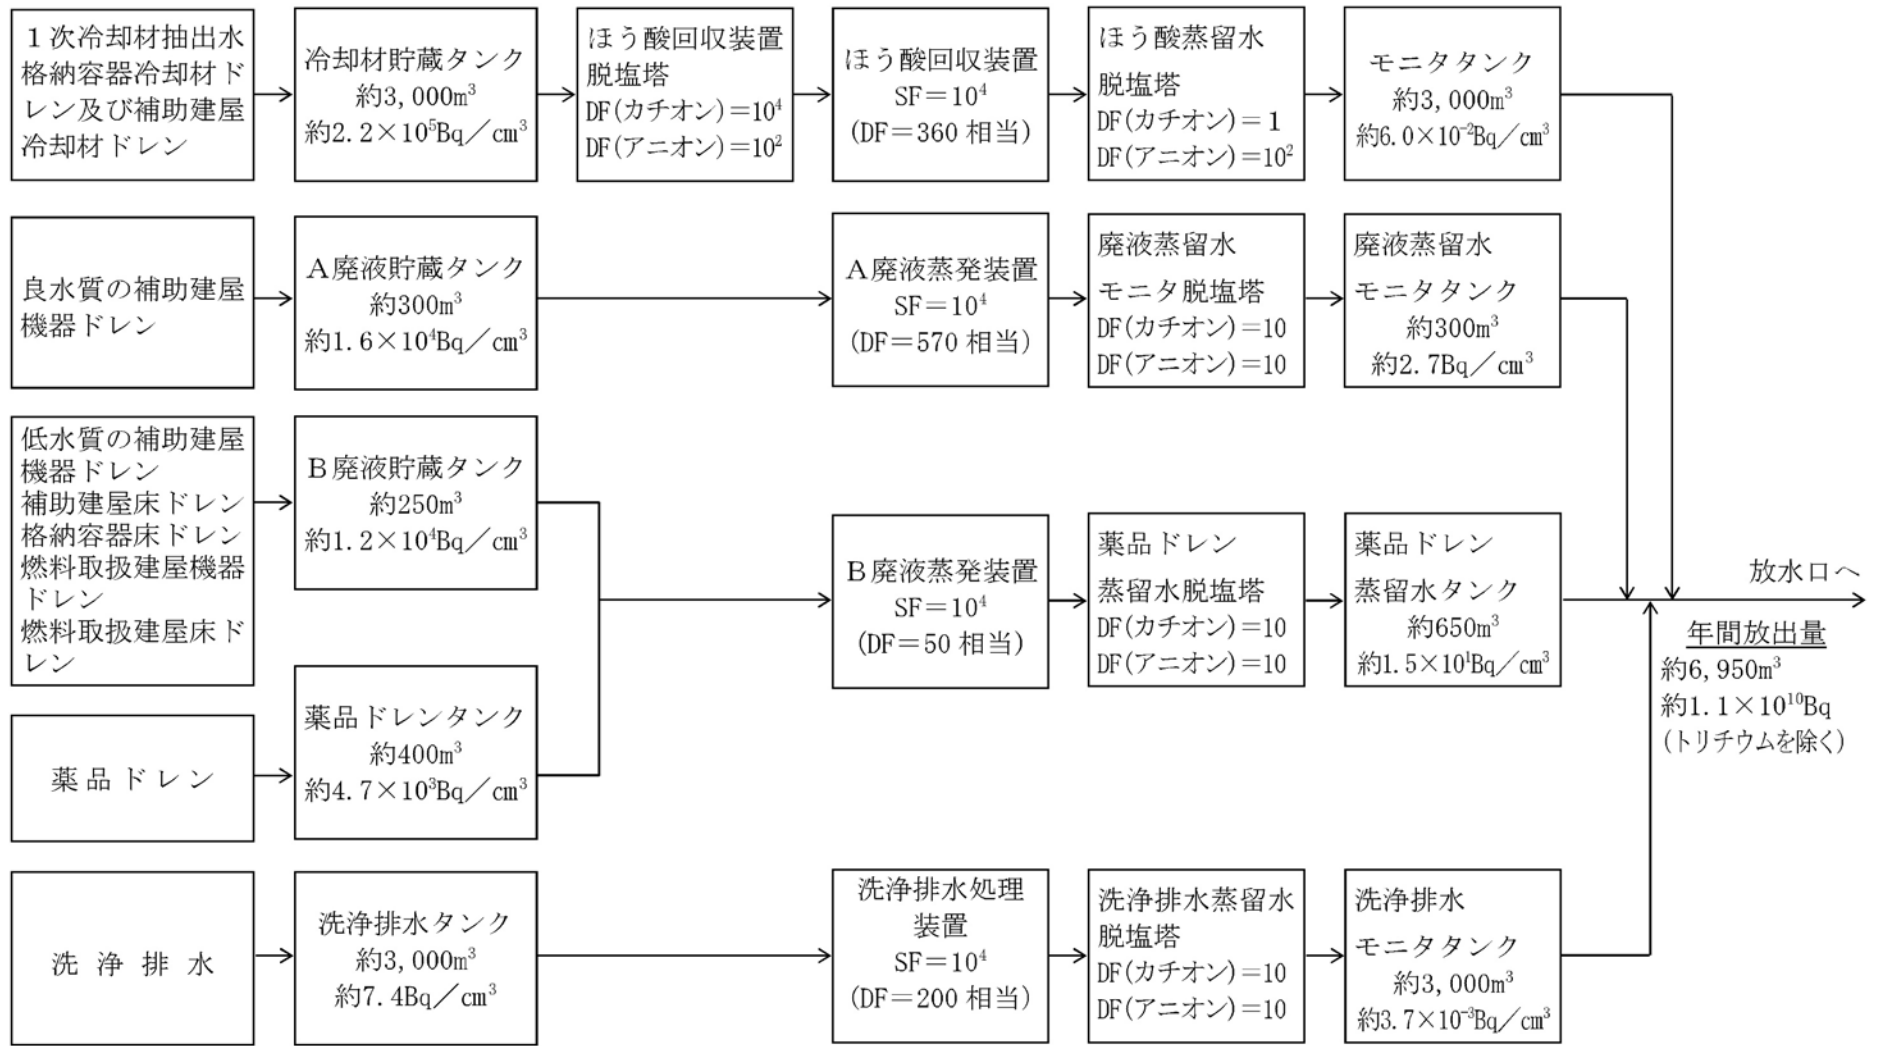 １次冷却材抽出水
格納容器冷却材ド
レン及び補助建屋
冷却材ドレン
冷却材貯蔵タンク
約3,000m³
約2.2×10⁵Bq／cm³
ほう酸回収装置
脱塩塔
DF(カチオン)＝10⁴
DF(アニオン)＝10²
ほう酸回収装置
SF＝10⁴
(DF＝360 相当)
ほう酸蒸留水
脱塩塔
DF(カチオン)＝1
DF(アニオン)＝10²
モニタタンク
約3,000m³
約6.0×10⁻²Bq／cm³
良水質の補助建屋
機器ドレン
Ａ廃液貯蔵タンク
約300m³
約1.6×10⁴Bq／cm³
Ａ廃液蒸発装置
SF＝10⁴
(DF＝570 相当)
廃液蒸留水
モニタ脱塩塔
DF(カチオン)＝10
DF(アニオン)＝10
廃液蒸留水
モニタタンク
約300m³
約2.7Bq／cm³
低水質の補助建屋
機器ドレン
補助建屋床ドレン
格納容器床ドレン
燃料取扱建屋機器
ドレン
燃料取扱建屋床ド
レン
Ｂ廃液貯蔵タンク
約250m³
約1.2×10⁴Bq／cm³
薬品ドレン
薬品ドレンタンク
約400m³
約4.7×10³Bq／cm³
Ｂ廃液蒸発装置
SF＝10⁴
(DF＝50 相当)
薬品ドレン
蒸留水脱塩塔
DF(カチオン)＝10
DF(アニオン)＝10
薬品ドレン
蒸留水タンク
約650m³
約1.5×10¹Bq／cm³
洗浄排水
洗浄排水タンク
約3,000m³
約7.4Bq／cm³
洗浄排水処理
装置
SF＝10⁴
(DF＝200 相当)
洗浄排水蒸留水
脱塩塔
DF(カチオン)＝10
DF(アニオン)＝10
洗浄排水
モニタタンク
約3,000m³
約3.7×10⁻³Bq／cm³
放水口へ
年間放出量
約6,950m³
約1.1×10¹⁰Bq
(トリチウムを除く)